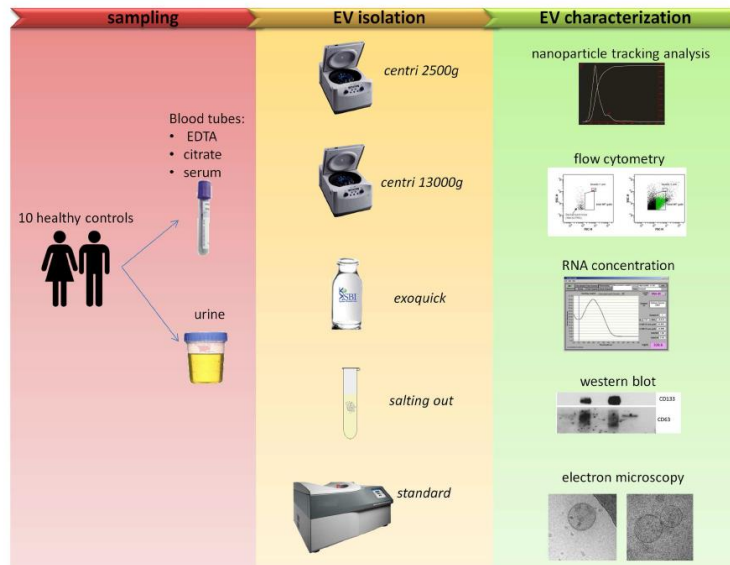 sampling
EV isolation
EV characterization
Blood tubes:
• EDTA
• citrate
• serum
10 healthy controls
urine
centri 2500g
centri 13000g
exoquick
SBI
salting out
standard
nanoparticle tracking analysis
flow cytometry
RNA concentration
western blot
CD133
CD63
electron microscopy